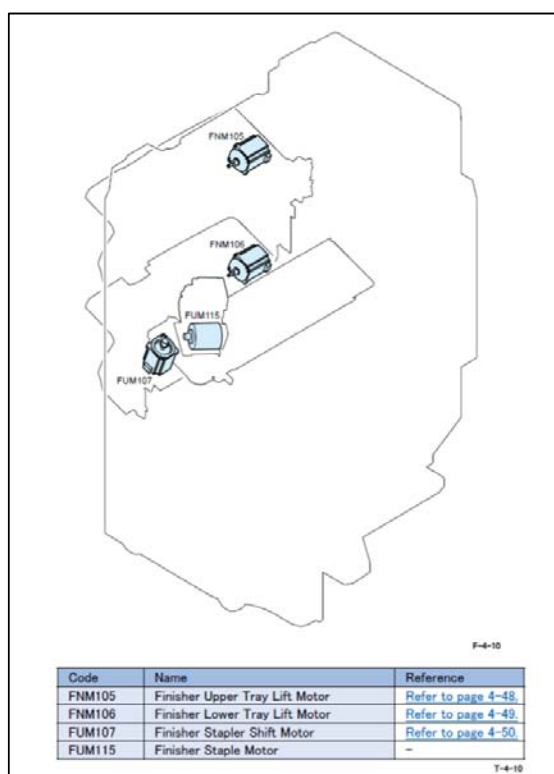 FNM105
FNM106
FUM115
FUM107
F-4-10
Code Name Reference
FNM105 Finisher Upper Tray Lift Motor Refer to page 4-48.
FNM106 Finisher Lower Tray Lift Motor Refer to page 4-49.
FUM107 Finisher Stapler Shift Motor Refer to page 4-50.
FUM115 Finisher Staple Motor -
T-4-10